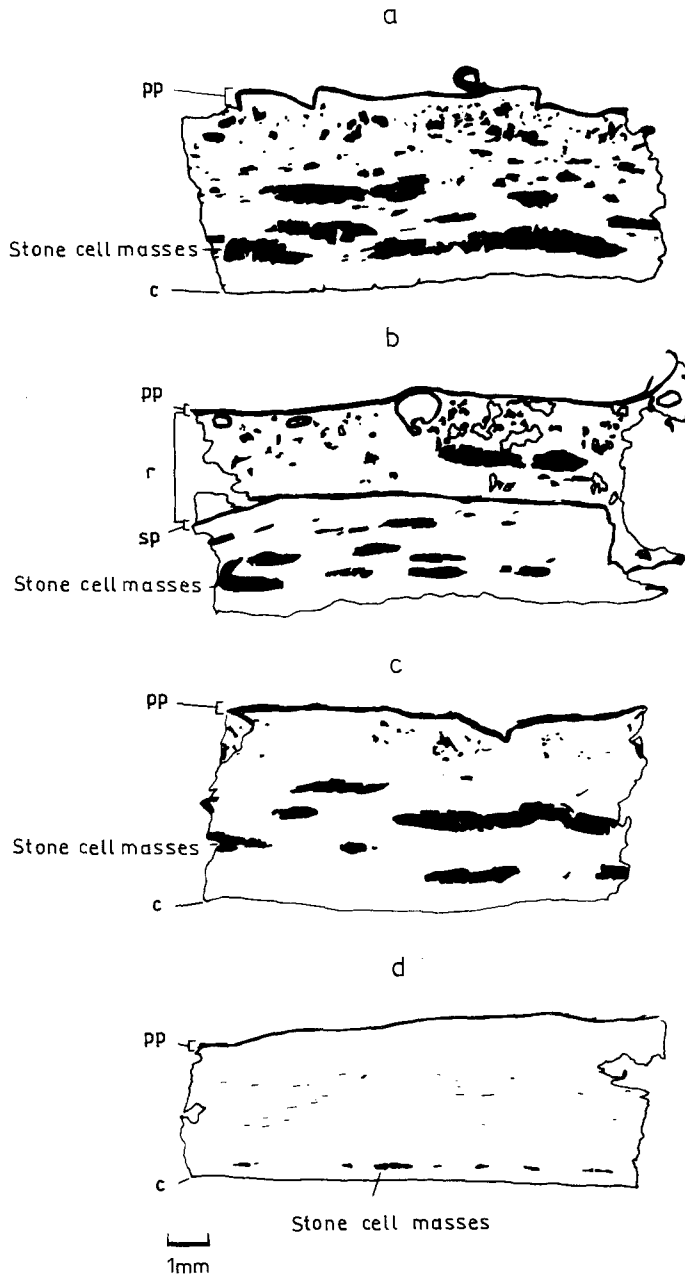 a
pp
Stone cell masses
c
b
pp
r
sp
Stone cell masses
c
pp
Stone cell masses
c
d
pp
c
Stone cell masses
1mm